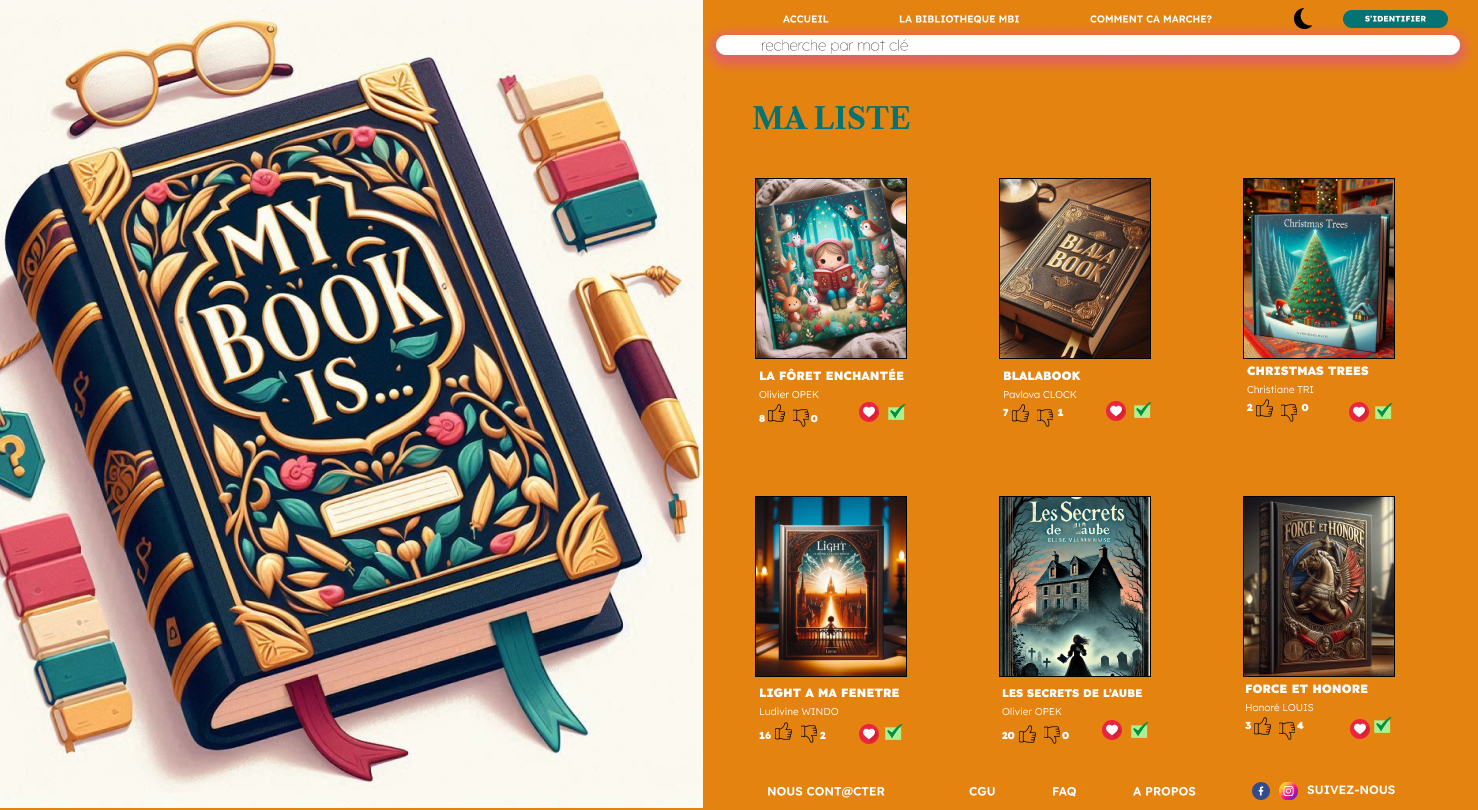 MY
BOOK
IS...
?
ACCUEIL LA BIBLIOTHEQUE MBI COMMENT CA MARCHE? S'IDENTIFIER
recherche par mot clé
MA LISTE
BLALA
BOOK
Christmas Trees
LA FÔRET ENCHANTÉE
Olivier OPEK
8 0
BLALABOOK
Pavlova CLOCK
7 1
CHRISTMAS TREES
Christiane TRI
2 0
LIGHT
Les Secrets
de aube
FORCE ET HONORE
LIGHT A MA FENETRE
Ludivine WINDO
16 2
LES SECRETS DE L'AUBE
Olivier OPEK
20 0
FORCE ET HONORE
Honoré LOUIS
3 4
NOUS CONT@CTER CGU FAQ A PROPOS SUIVEZ-NOUS